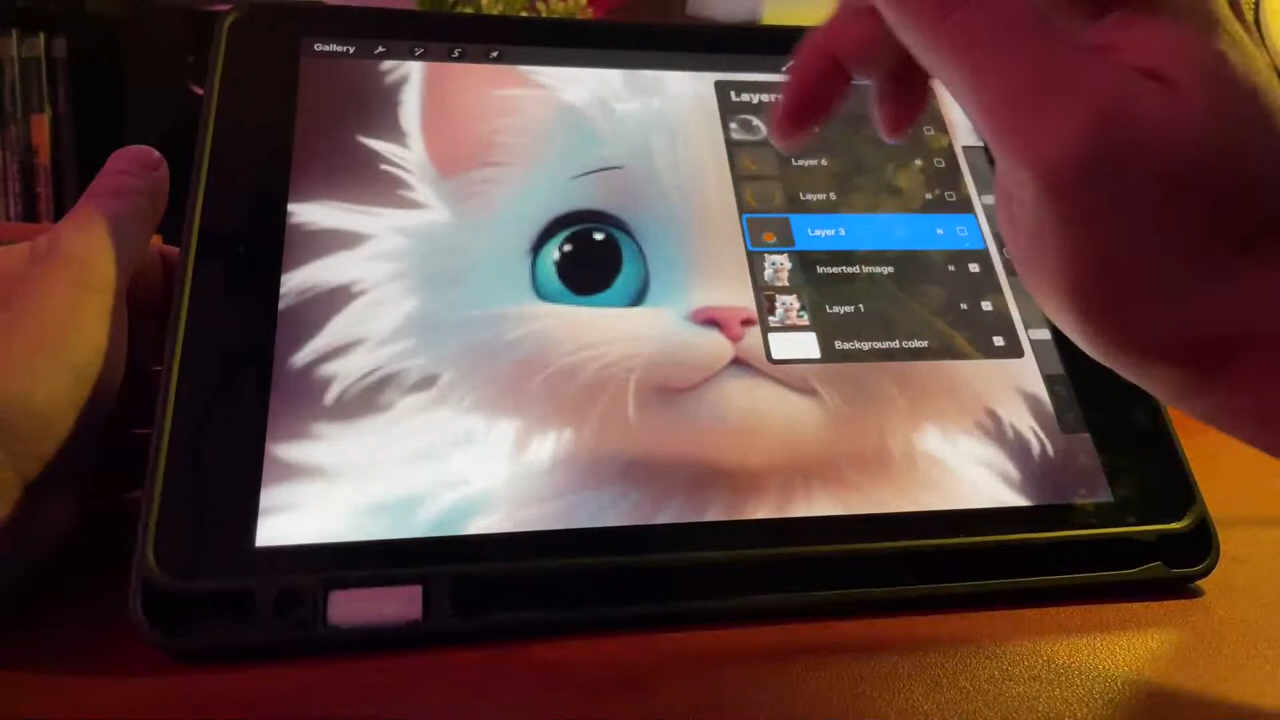 Gallery
Layers
Layer 6
N
Layer 5
N
Layer 3
N
Inserted Image
N
Layer 1
N
Background color